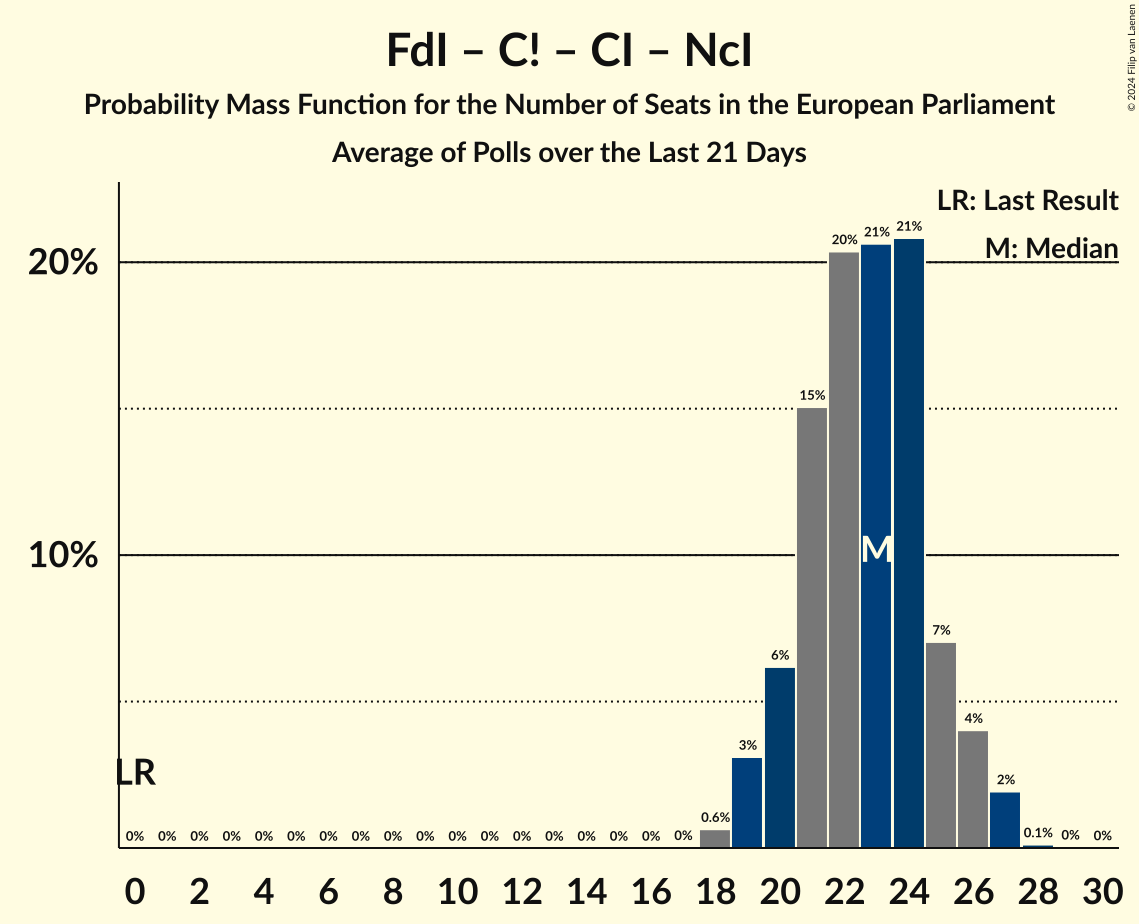 FdI – C! – CI – NcI
Probability Mass Function for the Number of Seats in the European Parliament
Average of Polls over the Last 21 Days
© 2024 Filip van Laenen
LR: Last Result
M: Median
20%
10%
LR
M
0% 0% 0% 0% 0% 0% 0% 0% 0% 0% 0% 0% 0% 0% 0% 0% 0% 0% 0.6% 3% 6% 15% 20% 21% 21% 7% 4% 2% 0.1% 0% 0%
0 2 4 6 8 10 12 14 16 18 20 22 24 26 28 30